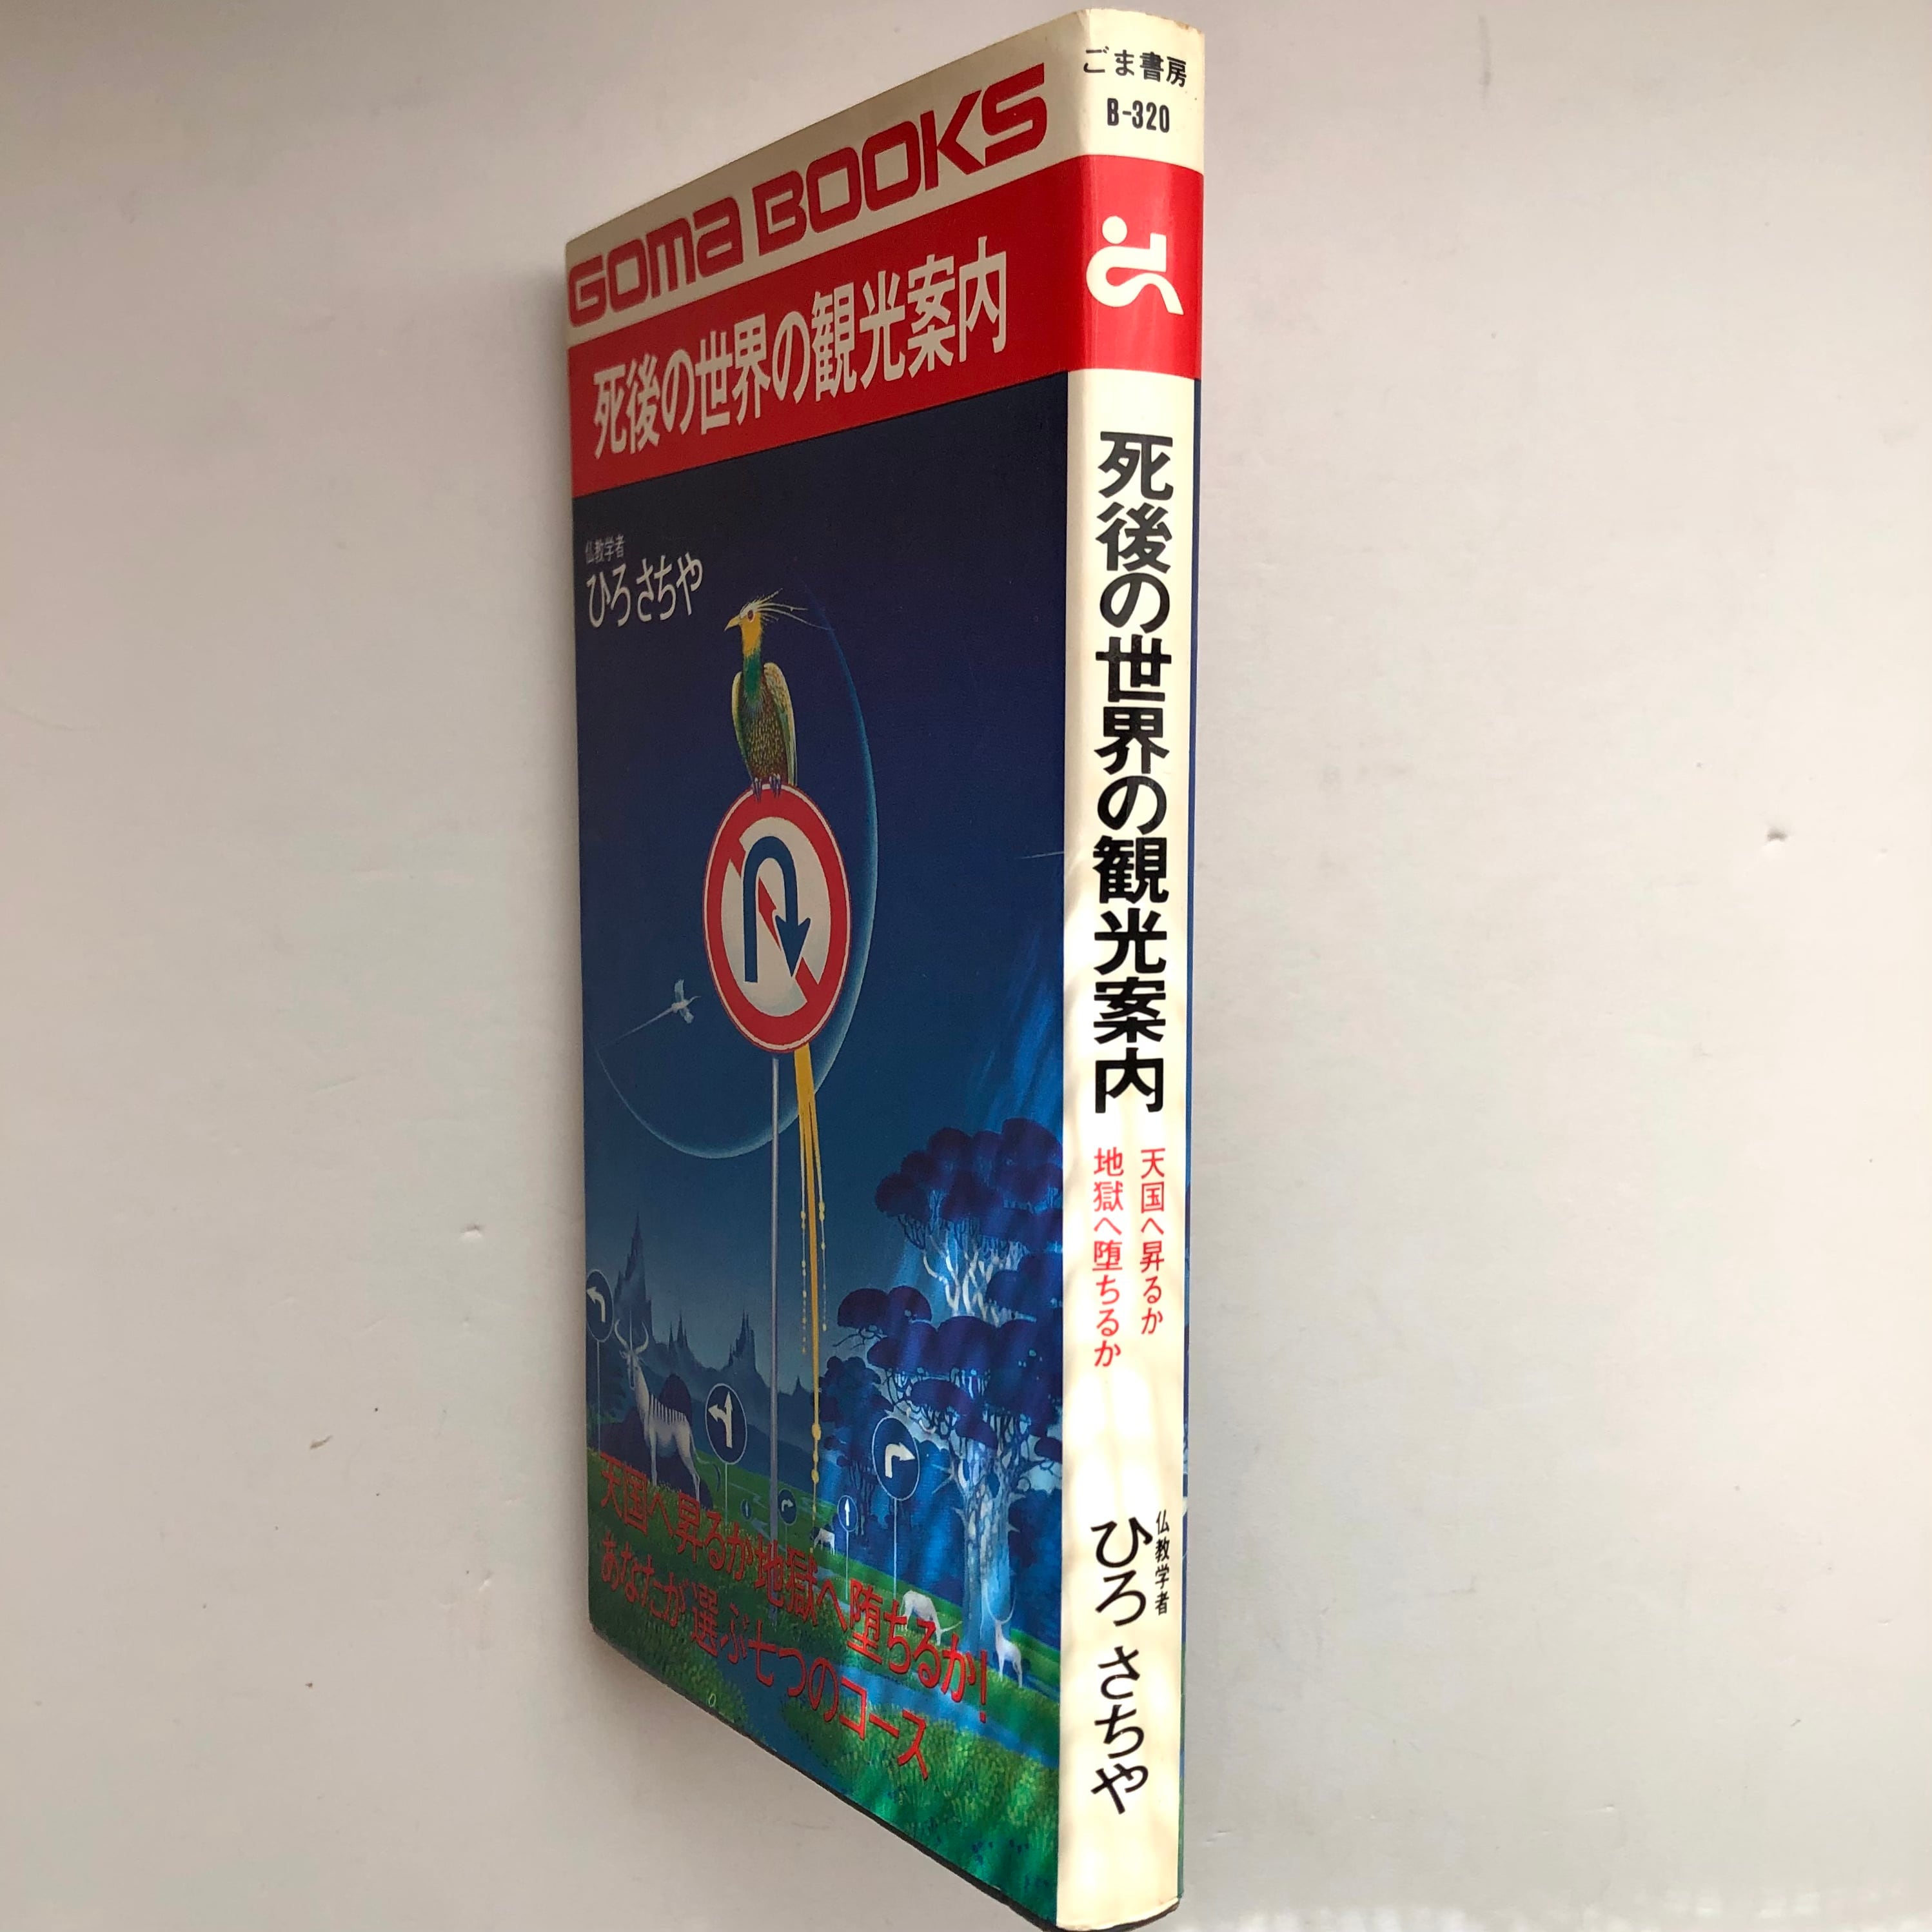 GOMA BOOKS
死後の世界の観光案内
仏教学者
ひろ さちや
天国へ昇るか地獄へ堕ちるか!
あなたが選ぶ七つのコース
ごま書房
B-320
死後の世界の観光案内
天国へ昇るか
地獄へ堕ちるか
仏教学者
ひろ さちや